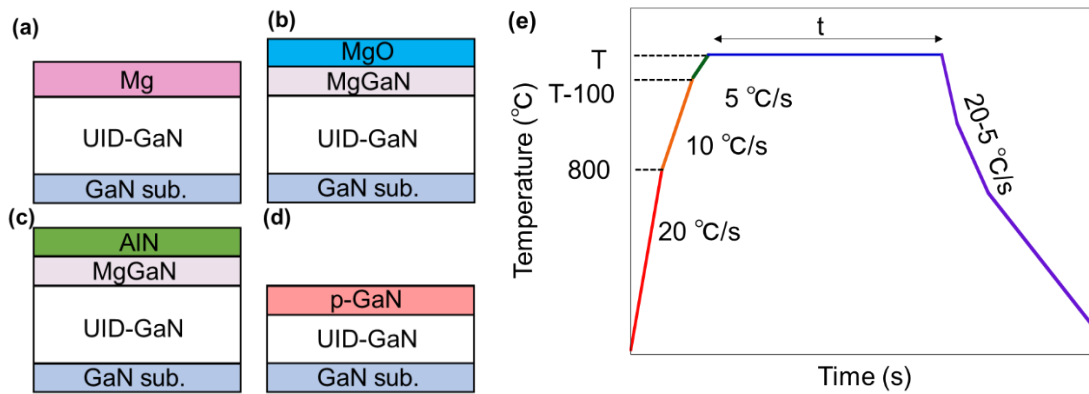 (a)
Mg
UID-GaN
GaN sub.
(b)
MgO
MgGaN
UID-GaN
GaN sub.
(c)
AlN
MgGaN
UID-GaN
GaN sub.
(d)
p-GaN
UID-GaN
GaN sub.
(e)
Temperature (℃)
T
T-100
800
t
5 ℃/s
10 ℃/s
20 ℃/s
20-5 ℃/s
Time (s)